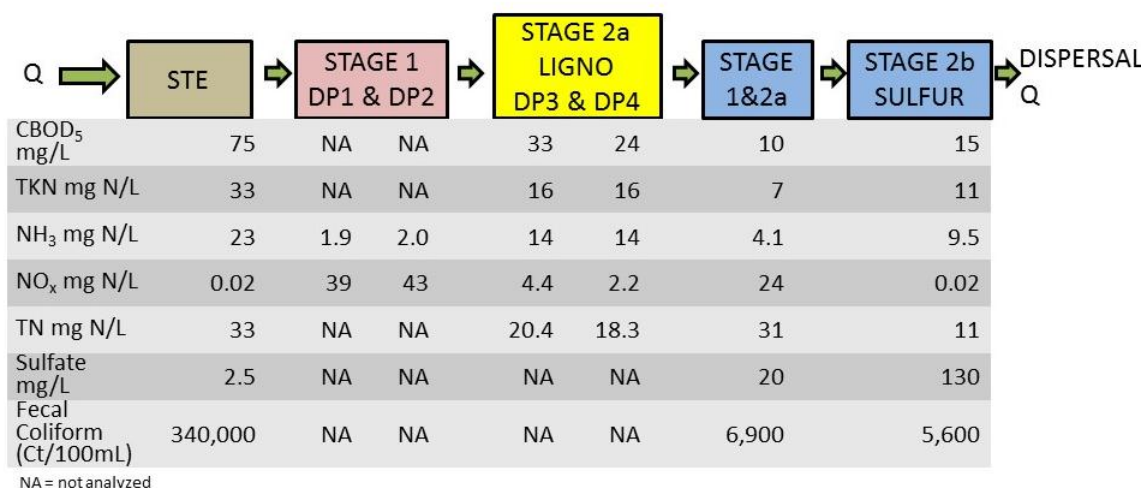 Q
STE
STAGE 1
DP1 & DP2
STAGE 2a
LIGNO
DP3 & DP4
STAGE
1&2a
STAGE 2b
SULFUR
DISPERSAL
Q
CBOD5
mg/L 75 NA NA 33 24 10 15
TKN mg N/L 33 NA NA 16 16 7 11
NH3 mg N/L 23 1.9 2.0 14 14 4.1 9.5
NOx mg N/L 0.02 39 43 4.4 2.2 24 0.02
TN mg N/L 33 NA NA 20.4 18.3 31 11
Sulfate
mg/L 2.5 NA NA NA NA 20 130
Fecal
Coliform 340,000 NA NA NA NA 6,900 5,600
(Ct/100mL)
NA = not analyzed